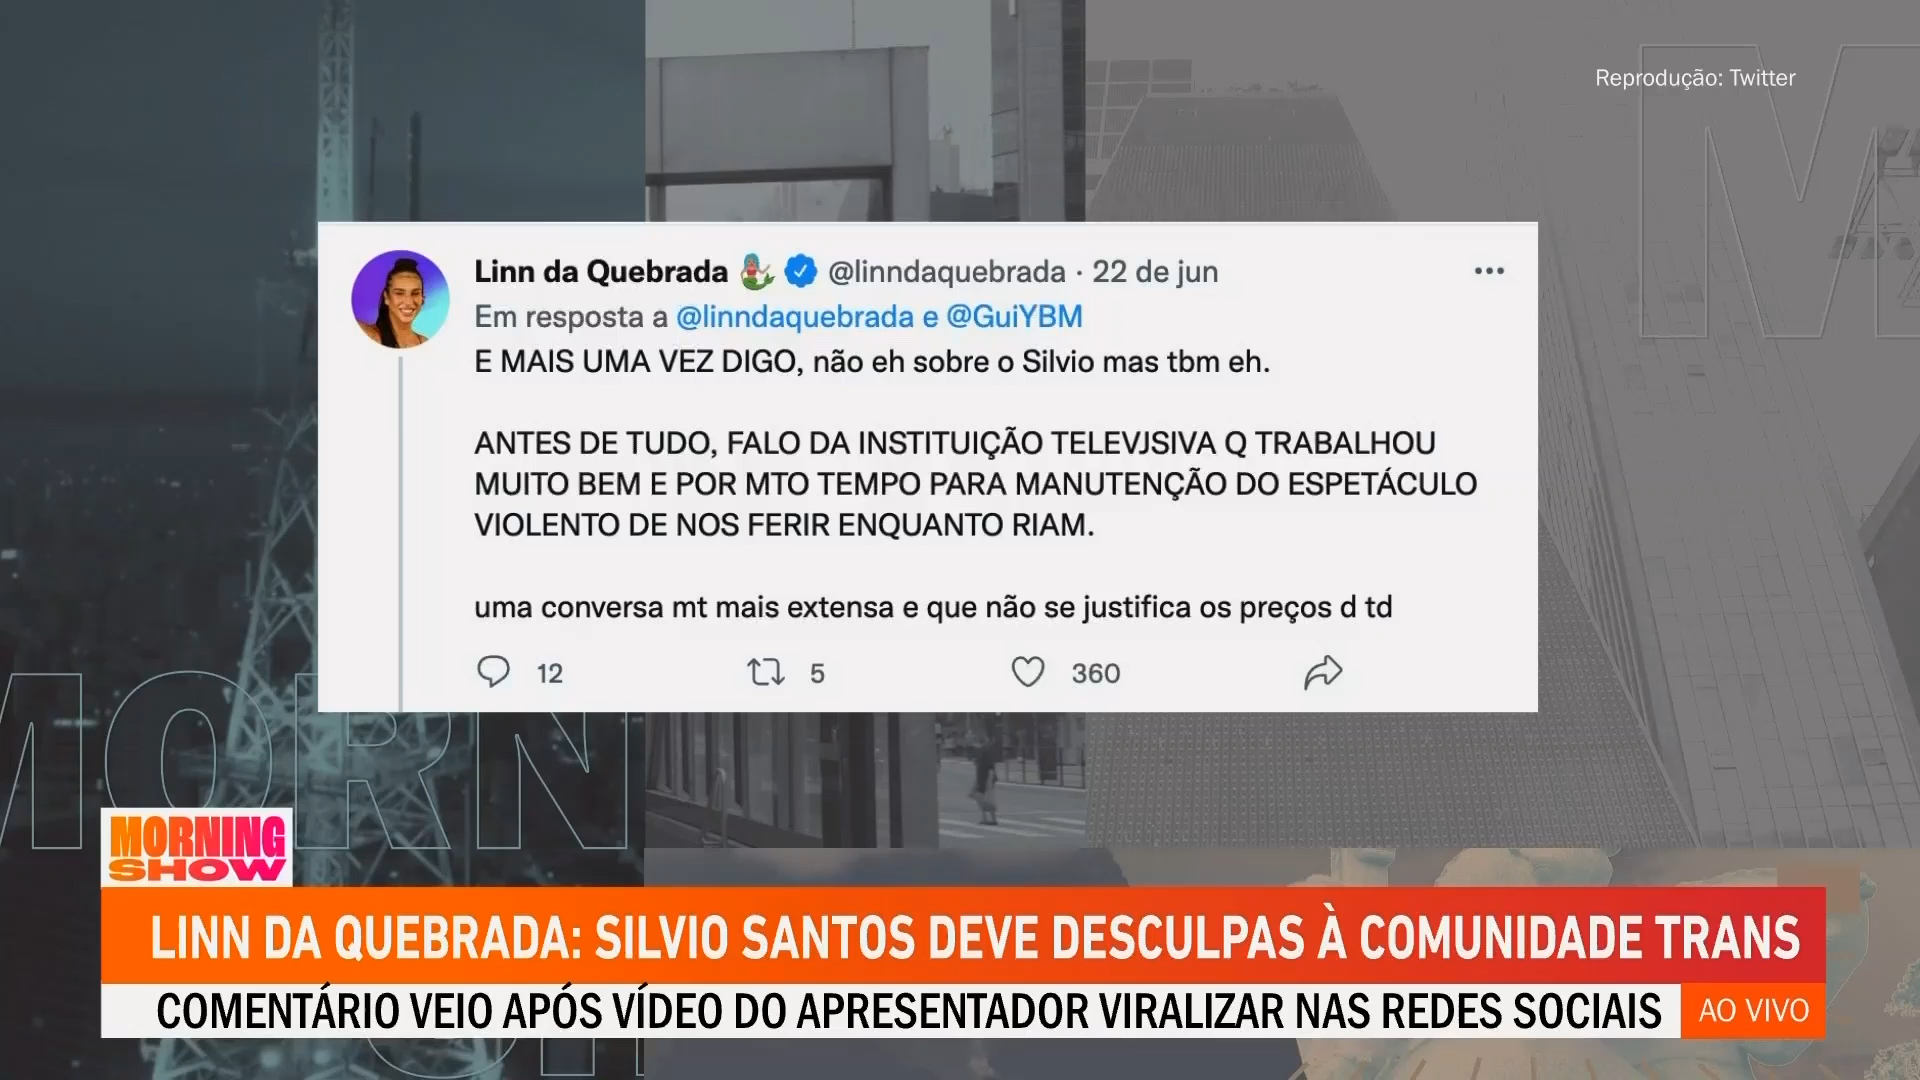 Reprodução: Twitter
Linn da Quebrada @linndaquebrada · 22 de jun
Em resposta a @linndaquebrada e @GuiYBM
E MAIS UMA VEZ DIGO, não eh sobre o Silvio mas tbm eh.
ANTES DE TUDO, FALO DA INSTITUIÇÃO TELEVJSIVA Q TRABALHOU
MUITO BEM E POR MTO TEMPO PARA MANUTENÇÃO DO ESPETÁCULO
VIOLENTO DE NOS FERIR ENQUANTO RIAM.
uma conversa mt mais extensa e que não se justifica os preços d td
12 5 360
MORN
M
MORNING
SHOW
LINN DA QUEBRADA: SILVIO SANTOS DEVE DESCULPAS À COMUNIDADE TRANS
COMENTÁRIO VEIO APÓS VÍDEO DO APRESENTADOR VIRALIZAR NAS REDES SOCIAIS
AO VIVO